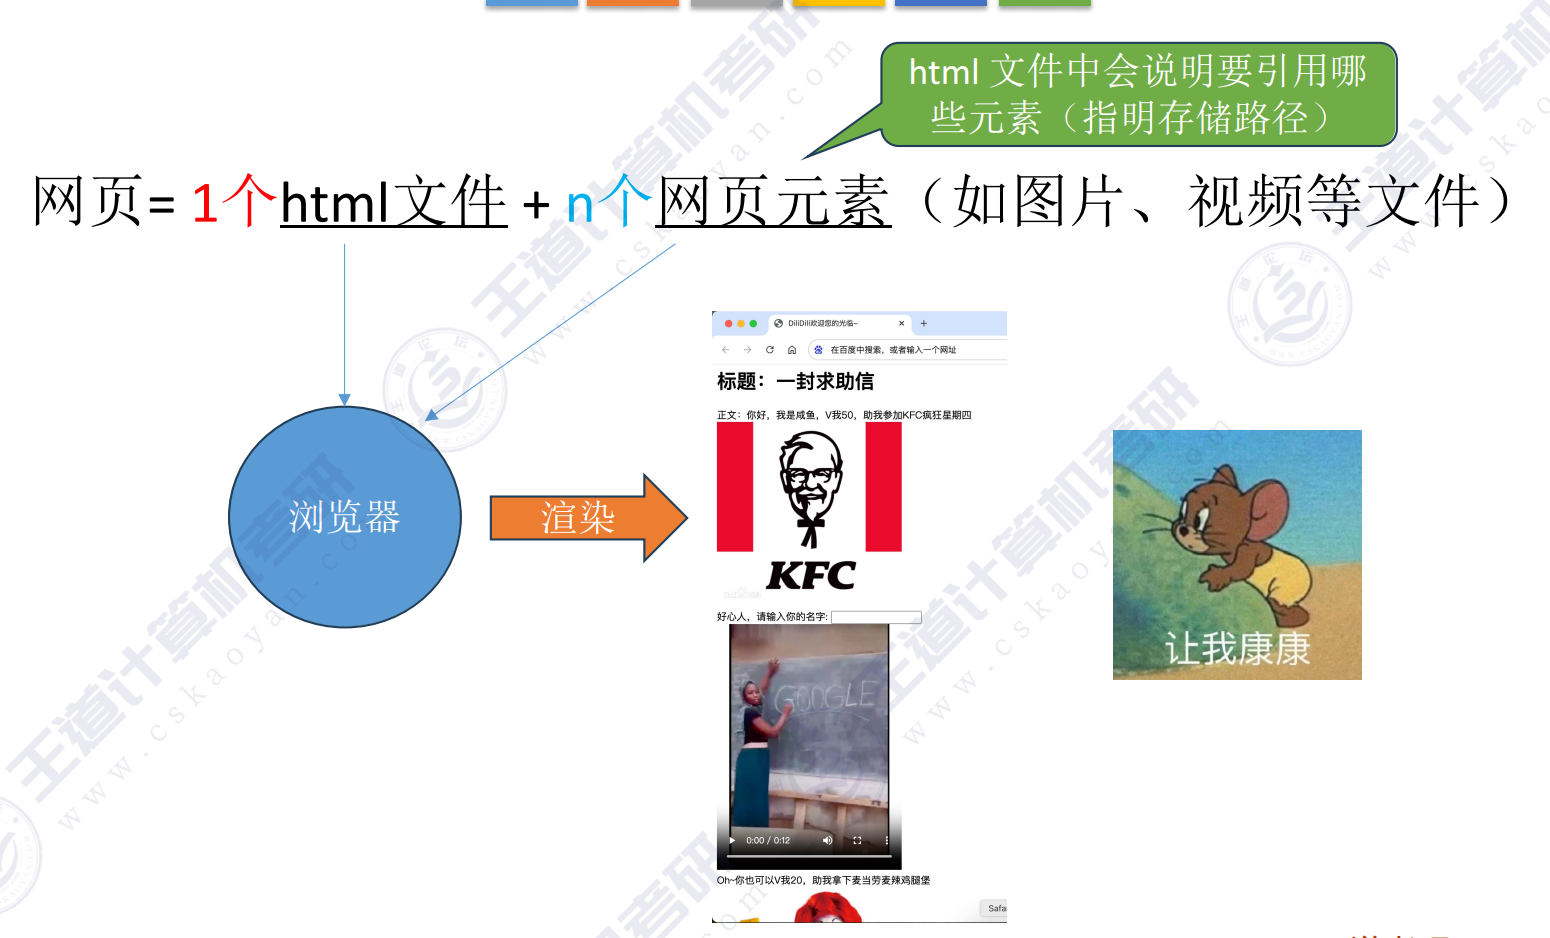 html 文件中会说明要引用哪
些元素（指明存储路径）
网页= 1个html文件 + n个网页元素（如图片、视频等文件）
DiliDili欢迎您的光临~
在百度中搜索，或者输入一个网址
标题：一封求助信
正文：你好，我是咸鱼，V我50，助我参加KFC疯狂星期四
浏览器
渲染
KFC
好心人，请输入你的名字:
GOOGLE
让我康康
0:00 / 0:12
Oh~你也可以V我20，助我拿下麦当劳麦辣鸡腿堡
Safa
王道计算机考研
www.cskaoyan.com